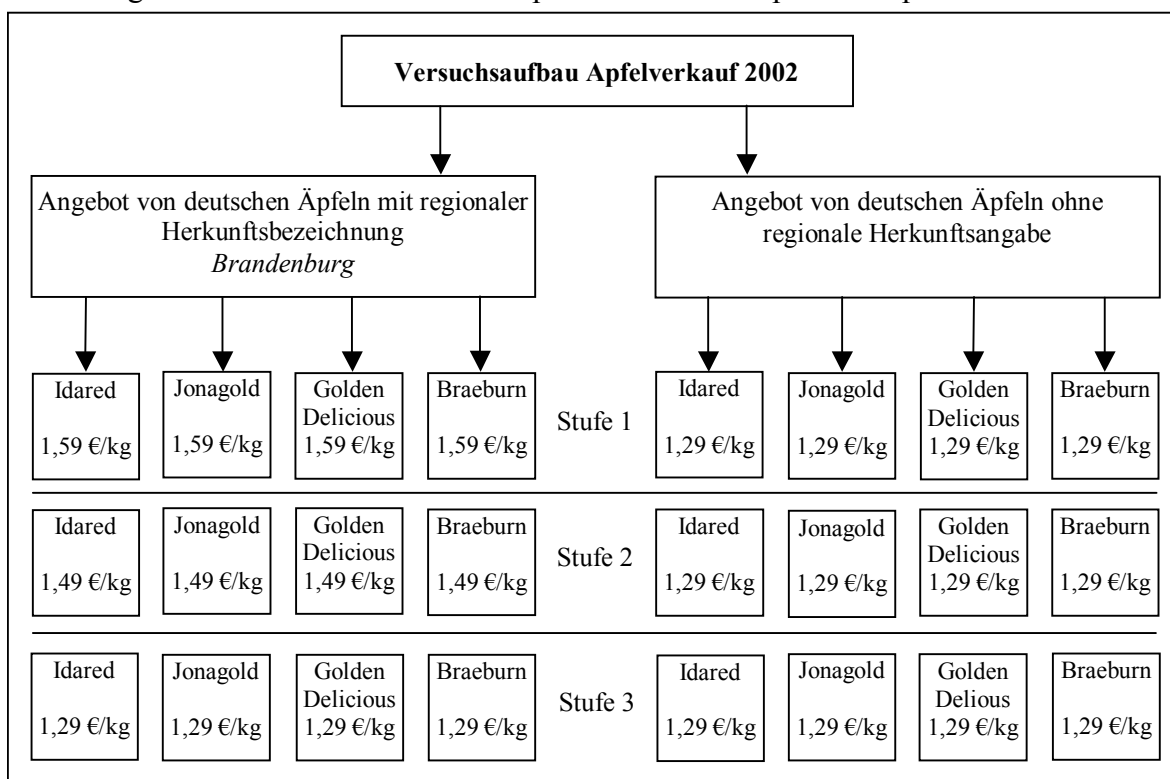 Versuchsaufbau Apfelverkauf 2002
Angebot von deutschen Äpfeln mit regionaler
Herkunftsbezeichnung
Brandenburg
Angebot von deutschen Äpfeln ohne
regionale Herkunftsangabe
Idared
1,59 €/kg
Jonagold
1,59 €/kg
Golden
Delicious
1,59 €/kg
Braeburn
1,59 €/kg
Stufe 1
Idared
1,29 €/kg
Jonagold
1,29 €/kg
Golden
Delicious
1,29 €/kg
Braeburn
1,29 €/kg
Idared
1,49 €/kg
Jonagold
1,49 €/kg
Golden
Delicious
1,49 €/kg
Braeburn
1,49 €/kg
Stufe 2
Idared
1,29 €/kg
Jonagold
1,29 €/kg
Golden
Delicious
1,29 €/kg
Braeburn
1,29 €/kg
Idared
1,29 €/kg
Jonagold
1,29 €/kg
Golden
Delicious
1,29 €/kg
Braeburn
1,29 €/kg
Stufe 3
Idared
1,29 €/kg
Jonagold
1,29 €/kg
Golden
Delious
1,29 €/kg
Braeburn
1,29 €/kg